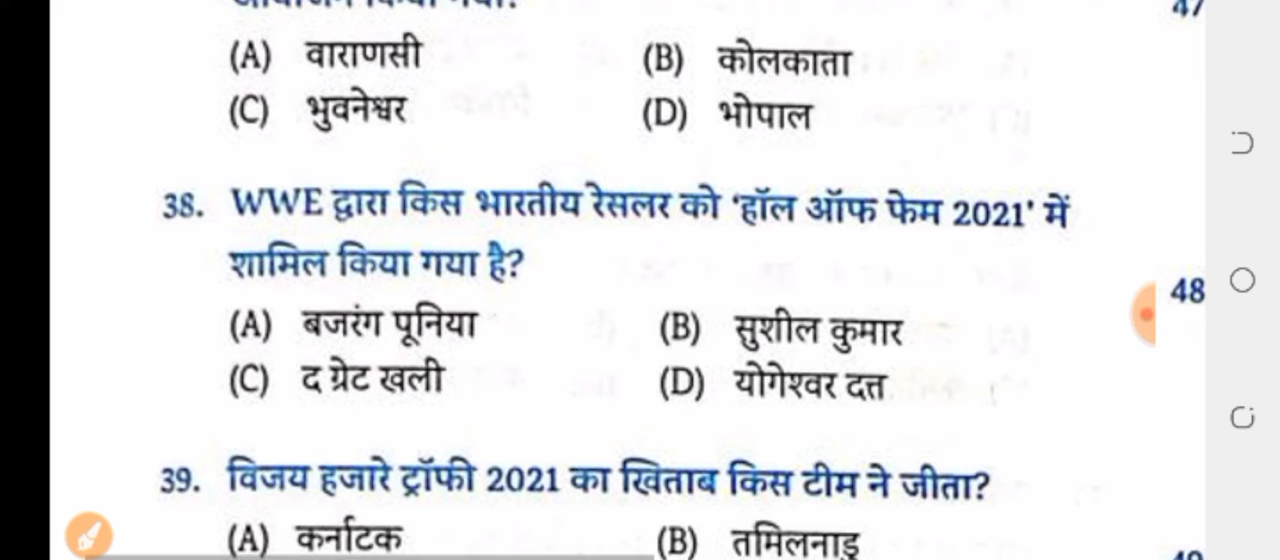 (A) वाराणसी (B) कोलकाता
(C) भुवनेश्वर (D) भोपाल
38. WWE द्वारा किस भारतीय रेसलर को ‘हॉल ऑफ फेम 2021' में
शामिल किया गया है?
48
(A) बजरंग पूनिया (B) सुशील कुमार
(C) द ग्रेट खली (D) योगेश्वर दत्त
39. विजय हजारे ट्रॉफी 2021 का खिताब किस टीम ने जीता?
(A) कर्नाटक (B) तमिलनाडु